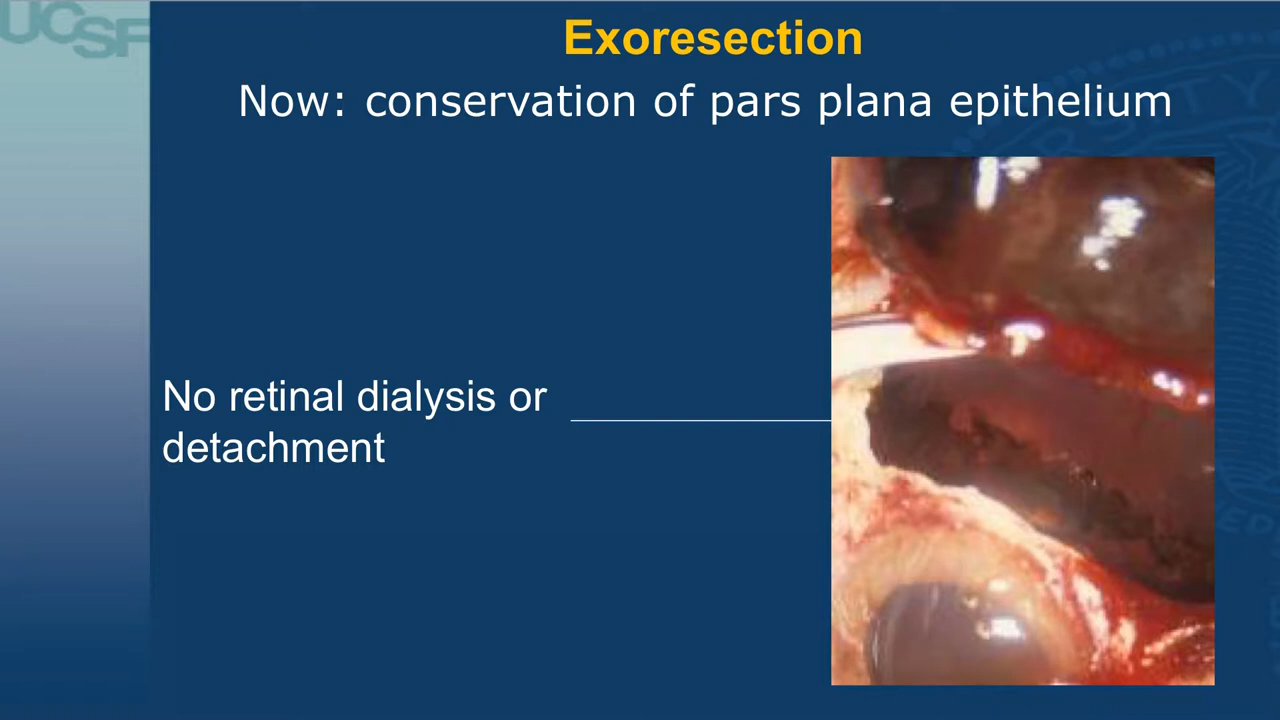 UCSF
Exoresection
Now: conservation of pars plana epithelium
No retinal dialysis or
detachment